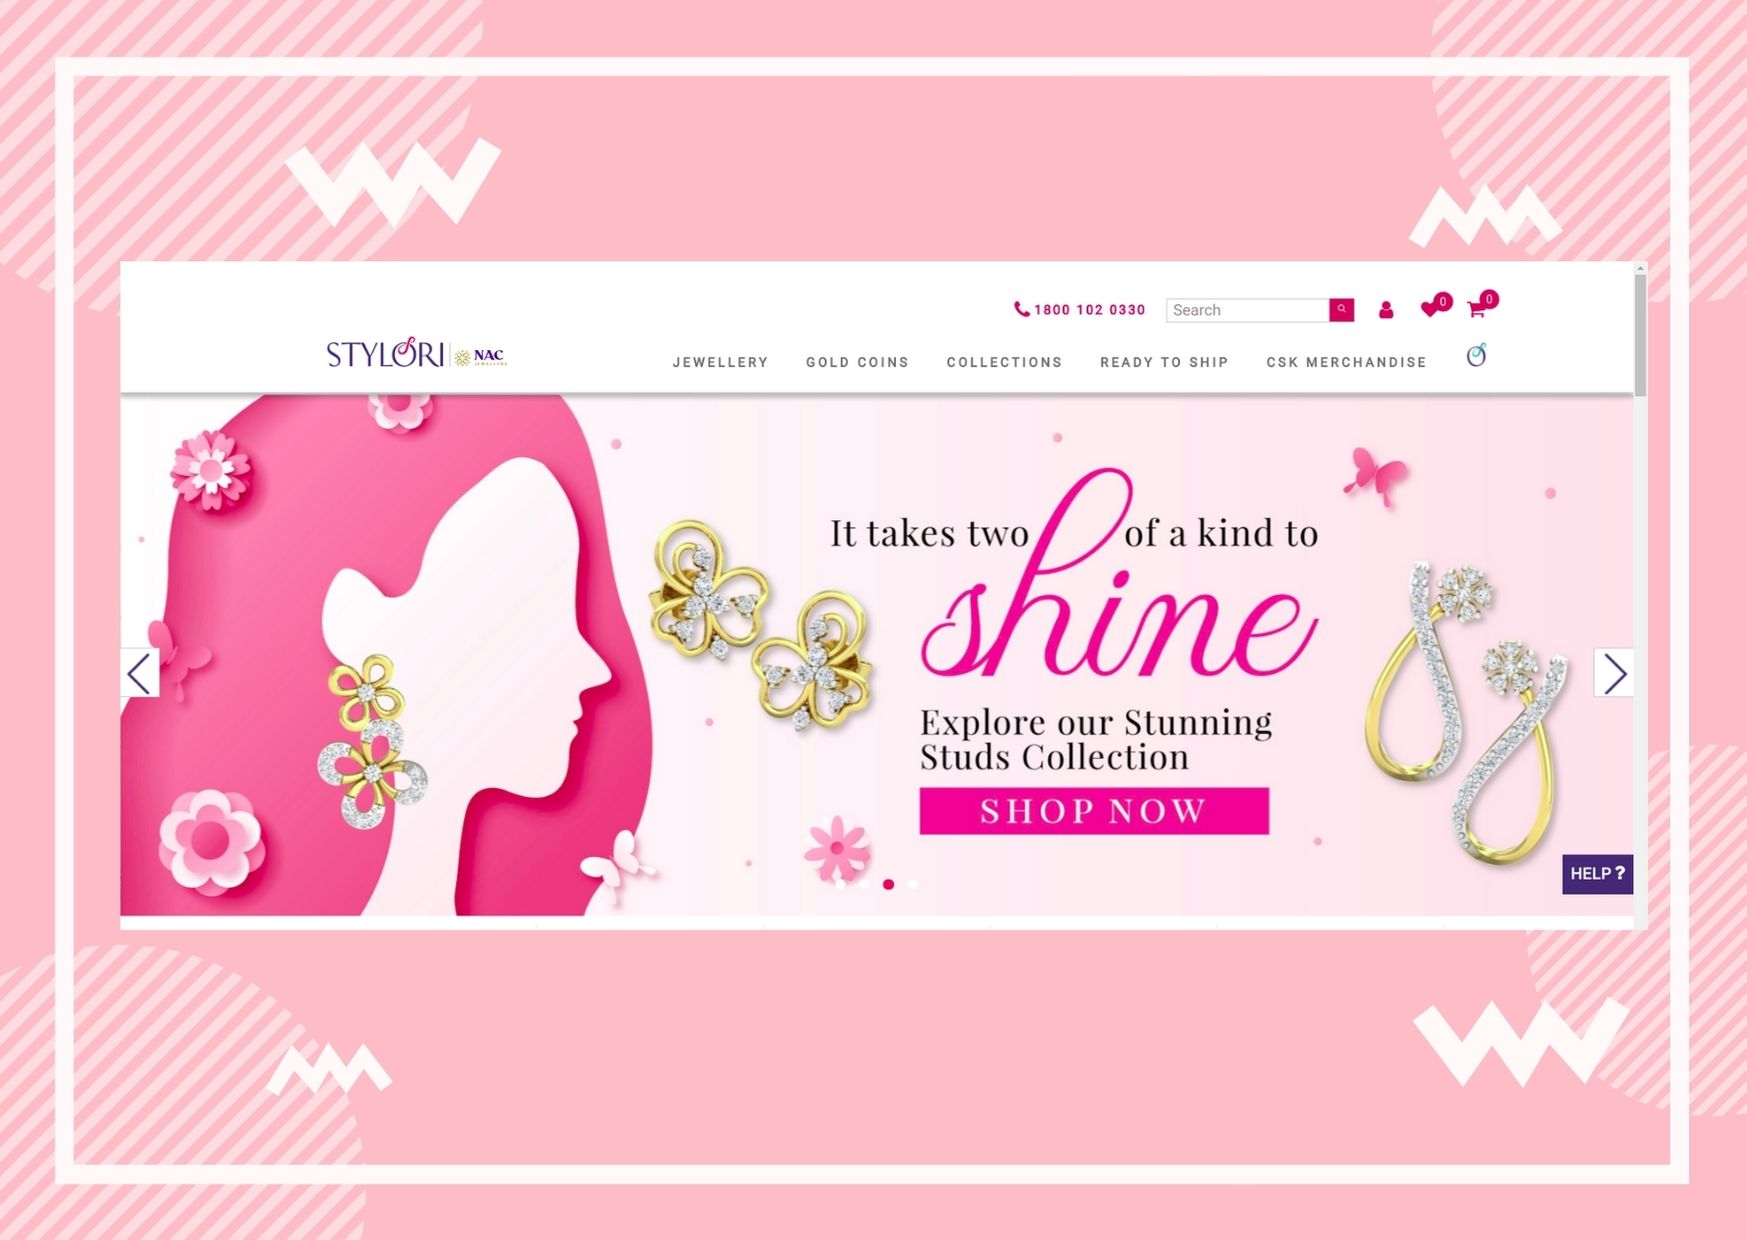 1800 102 0330
Search
0
0
STYLORI
NAC
JEWELLERS
JEWELLERY
GOLD COINS
COLLECTIONS
READY TO SHIP
CSK MERCHANDISE
It takes two of a kind to
shine
Explore our Stunning
Studs Collection
SHOP NOW
HELP ?